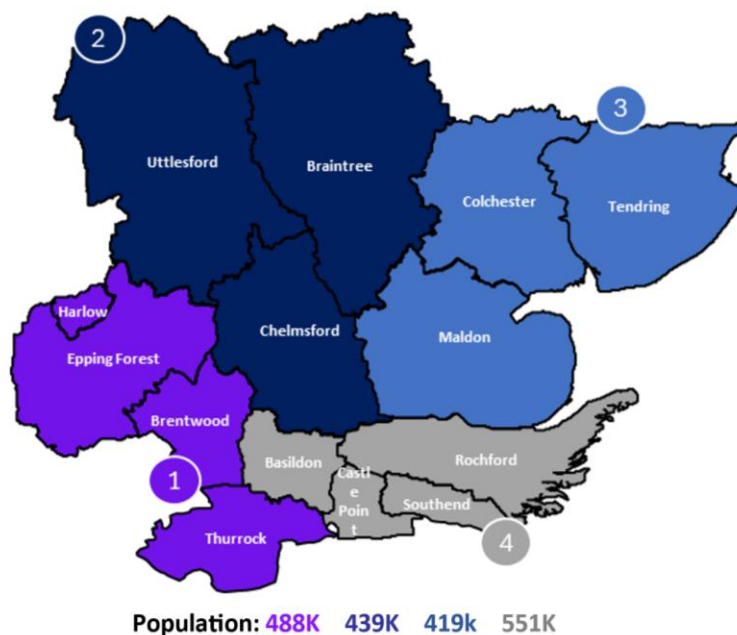 2
3
Uttlesford
Braintree
Colchester
Tendring
Harlow
Chelmsford
Maldon
Epping Forest
Brentwood
Basildon
Rochford
Castl
e
Poin
t
1
Southend
4
Thurrock
Population: 488K 439K 419k 551K